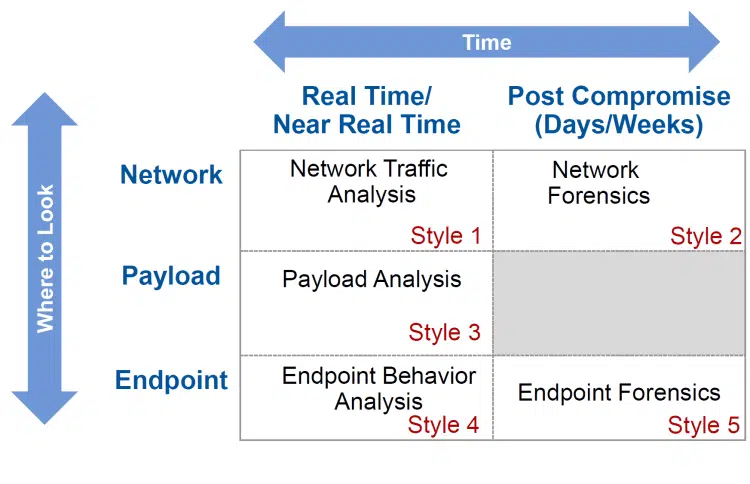 Time
Real Time/
Near Real Time
Post Compromise
(Days/Weeks)
Where to Look
Network
Network Traffic
Analysis
Style 1
Network
Forensics
Style 2
Payload
Payload Analysis
Style 3
Endpoint
Endpoint Behavior
Analysis
Style 4
Endpoint Forensics
Style 5